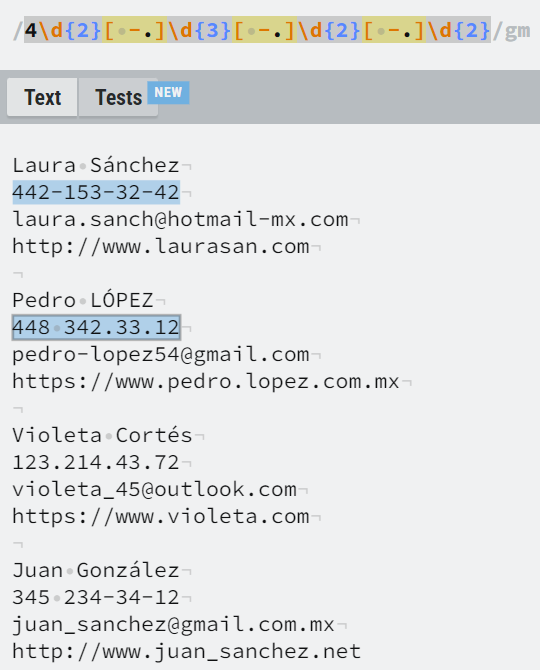 /4\d{2}[ -.]\d{3}[ -.]\d{2}[ -.]\d{2}/gm
Text Tests NEW
Laura Sánchez
442-153-32-42
laura.sanch@hotmail-mx.com
http://www.laurasan.com
Pedro LÓPEZ
448 342.33.12
pedro-lopez54@gmail.com
https://www.pedro.lopez.com.mx
Violeta Cortés
123.214.43.72
violeta_45@outlook.com
https://www.violeta.com
Juan González
345 234-34-12
juan_sanchez@gmail.com.mx
http://www.juan_sanchez.net